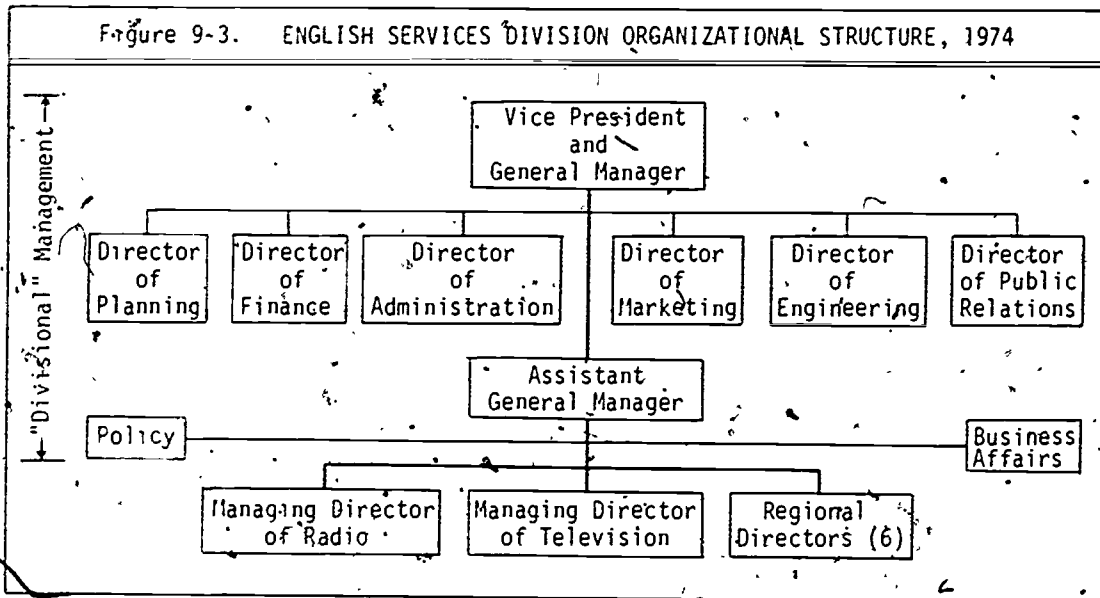 Figure 9-3. ENGLISH SERVICES DIVISION ORGANIZATIONAL STRUCTURE, 1974
"Divisional" Management
Vice President
and
General Manager
Director
of
Planning
Director
of
Finance
Director
of
Administration
Director
of
Marketing
Director
of
Engineering
Director
of Public
Relations
Assistant
General Manager
Policy
Business
Affairs
Managing Director
of Radio
Managing Director
of Television
Regional
Directors (6)